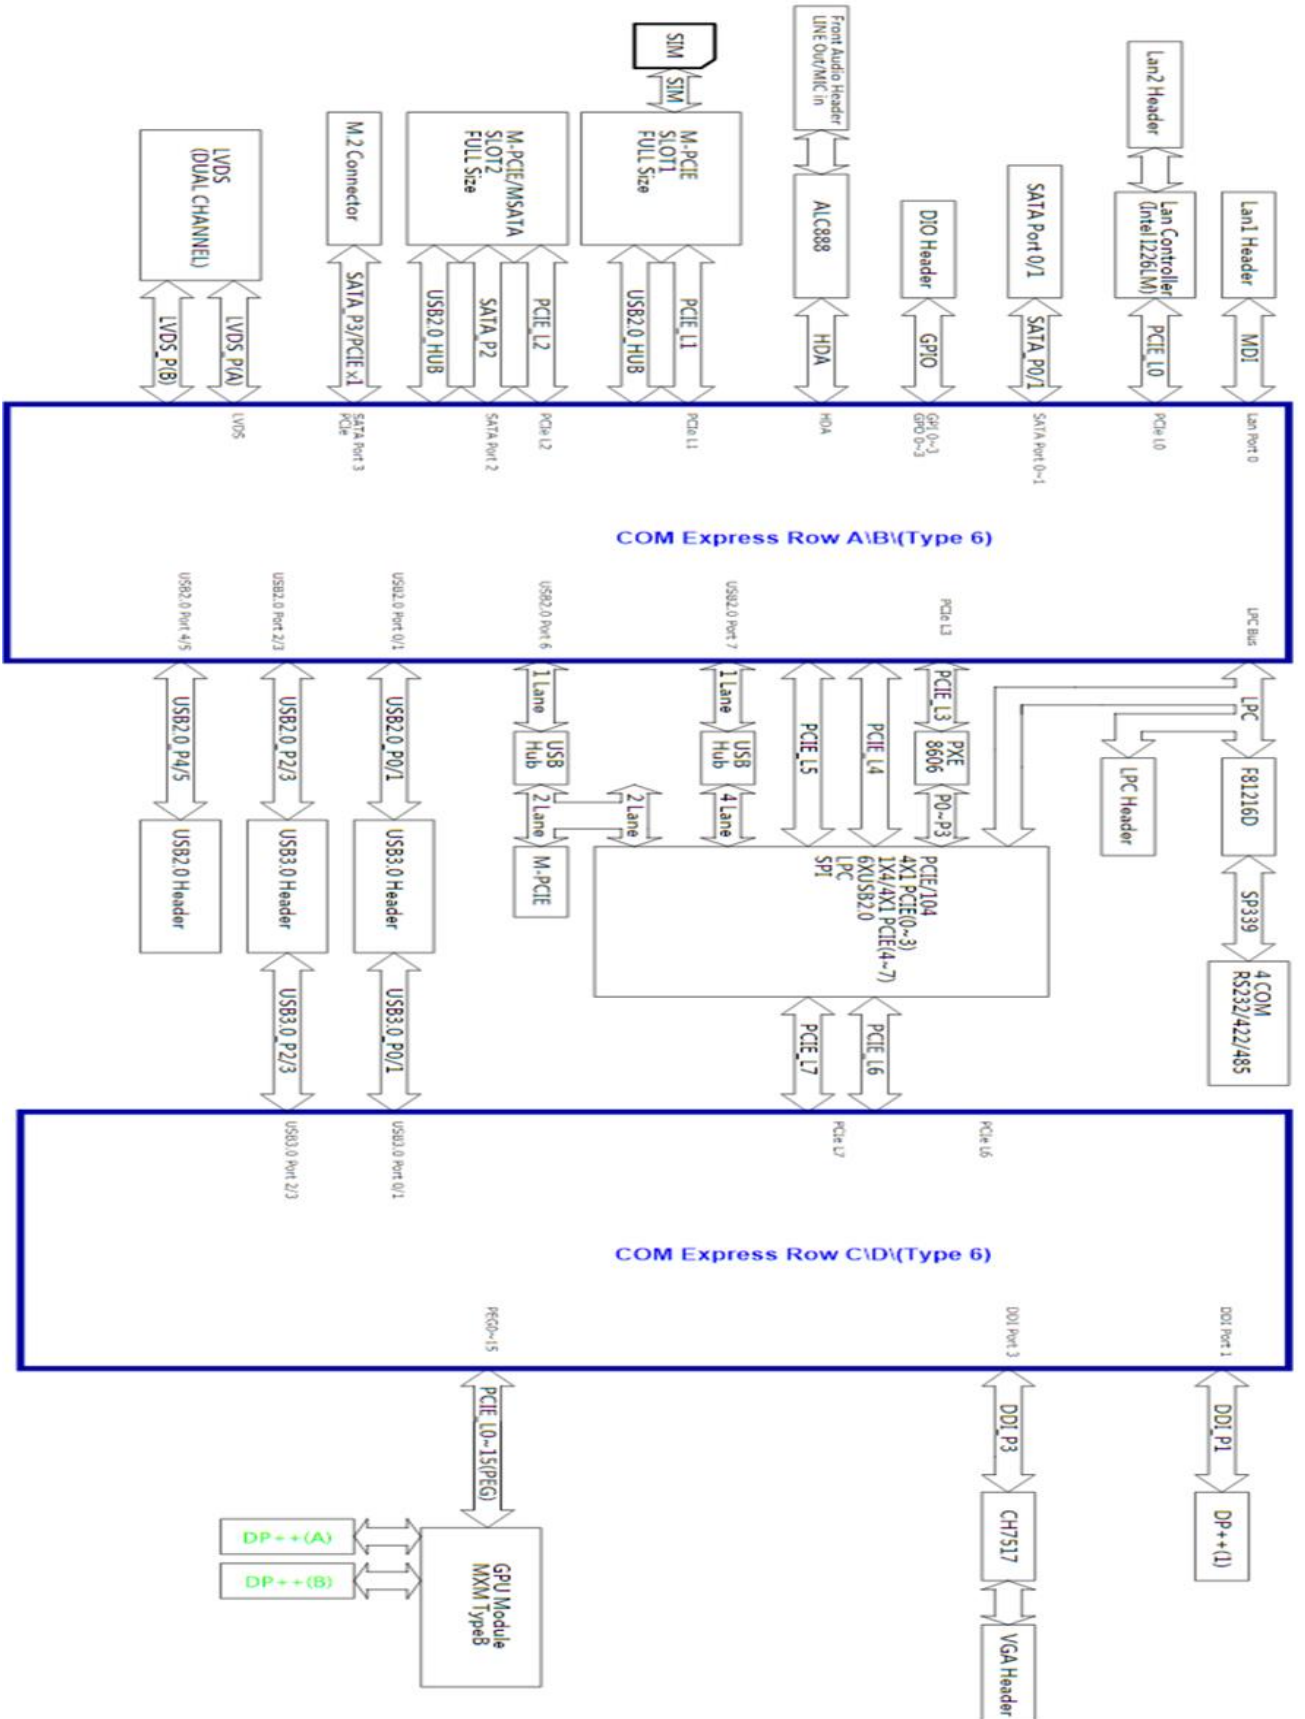 Front Audio Header
LINE Out/MIC in
Lan2 Header
SIM
SIM
M-PCIE
SLOT1
FULL Size
M-PCIE/MSATA
SLOT2
FULL Size
M.2 Connector
LVDS
(DUAL CHANNEL)
ALC888
DIO Header
SATA Port 0/1
Lan Controller
(Intel I226LM)
Lan1 Header
LVDS_P(B)
LVDS_P(A)
SATA_P3/PCIE x1
USB2.0_HUB
SATA_P2
PCIE_L2
USB2.0_HUB
PCIE_L1
HDA
GPIO
SATA_P0/1
PCIE_L0
MDI
LVDS
SATA Port 3
PCIe
SATA Port 2
PCIe L2
PCIe L1
HDA
GPI 0~3
GPO 0~3
SATA Port 0~1
PCIe L0
Lan Port 0
COM Express Row A\B\(Type 6)
USB2.0 Port 4/5
USB2.0 Port 2/3
USB2.0 Port 0/1
USB2.0 Port 6
USB2.0 Port 7
PCIe L3
LPC Bus
USB2.0_P4/5
USB2.0_P2/3
USB2.0_P0/1
1 Lane
1 Lane
PCIE_L5
PCIE_L4
PCIE_L3
LPC
USB
Hub
USB
Hub
PXE
8606
F81216D
LPC Header
2 Lane
2 Lane
4 Lane
P0~P3
USB2.0 Header
USB3.0 Header
USB3.0 Header
M-PCIE
PCIE/104
4X1 PCIE(0~3)
1X4/4X1 PCIE(4~7)
6XUSB2.0
LPC
SPI
SP339
4 COM
RS232/422/485
USB3.0_P2/3
USB3.0_P0/1
PCIE_L7
PCIE_L6
USB3.0 Port 2/3
USB3.0 Port 0/1
PCIe L7
PCIe L6
COM Express Row C\D\(Type 6)
PEG0~15
DDI Port 3
DDI Port 1
PCIE_L0~15(PEG)
DDI_P3
DDI_P1
DP++(A)
DP++(B)
GPU Module
MXM TypeB
CH7517
DP++(1)
VGA Header